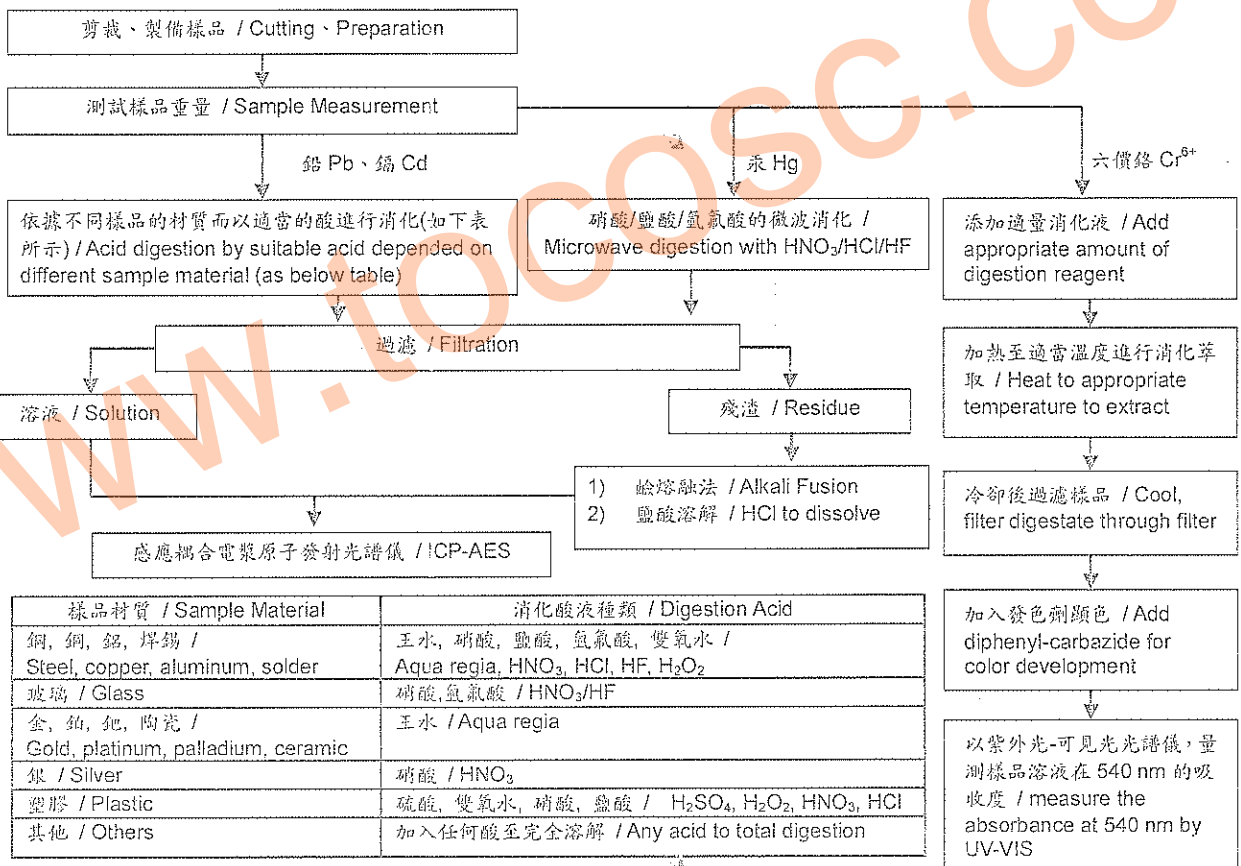 剪裁、製備樣品 / Cutting、Preparation
測試樣品重量 / Sample Measurement
鉛 Pb、鎘 Cd
汞 Hg
六價鉻 Cr⁶⁺
依據不同樣品的材質而以適當的酸進行消化(如下表
所示) / Acid digestion by suitable acid depended on
different sample material (as below table)
硝酸/鹽酸/氫氟酸的微波消化 /
Microwave digestion with HNO₃/HCl/HF
添加適量消化液 / Add
appropriate amount of
digestion reagent
過濾 / Filtration
溶液 / Solution
殘渣 / Residue
加熱至適當溫度進行消化萃
取 / Heat to appropriate
temperature to extract
1) 鹼熔融法 / Alkali Fusion
2) 鹽酸溶解 / HCl to dissolve
感應耦合電漿原子發射光譜儀 / ICP-AES
冷卻後過濾樣品 / Cool,
filter digestate through filter
加入發色劑顯色 / Add
diphenyl-carbazide for
color development
以紫外光-可見光光譜儀，量
測樣品溶液在 540 nm 的吸
收度 / measure the
absorbance at 540 nm by
UV-VIS
樣品材質 / Sample Material
消化酸液種類 / Digestion Acid
鋼, 銅, 鋁, 焊錫 /
Steel, copper, aluminum, solder
王水, 硝酸, 鹽酸, 氫氟酸, 雙氧水 /
Aqua regia, HNO₃, HCl, HF, H₂O₂
玻璃 / Glass
硝酸,氫氟酸 / HNO₃/HF
金, 鉑, 鈀, 陶瓷 /
Gold, platinum, palladium, ceramic
王水 / Aqua regia
銀 / Silver
硝酸 / HNO₃
塑膠 / Plastic
硫酸, 雙氧水, 硝酸, 鹽酸 / H₂SO₄, H₂O₂, HNO₃, HCl
其他 / Others
加入任何酸至完全溶解 / Any acid to total digestion
www.tocosc.co